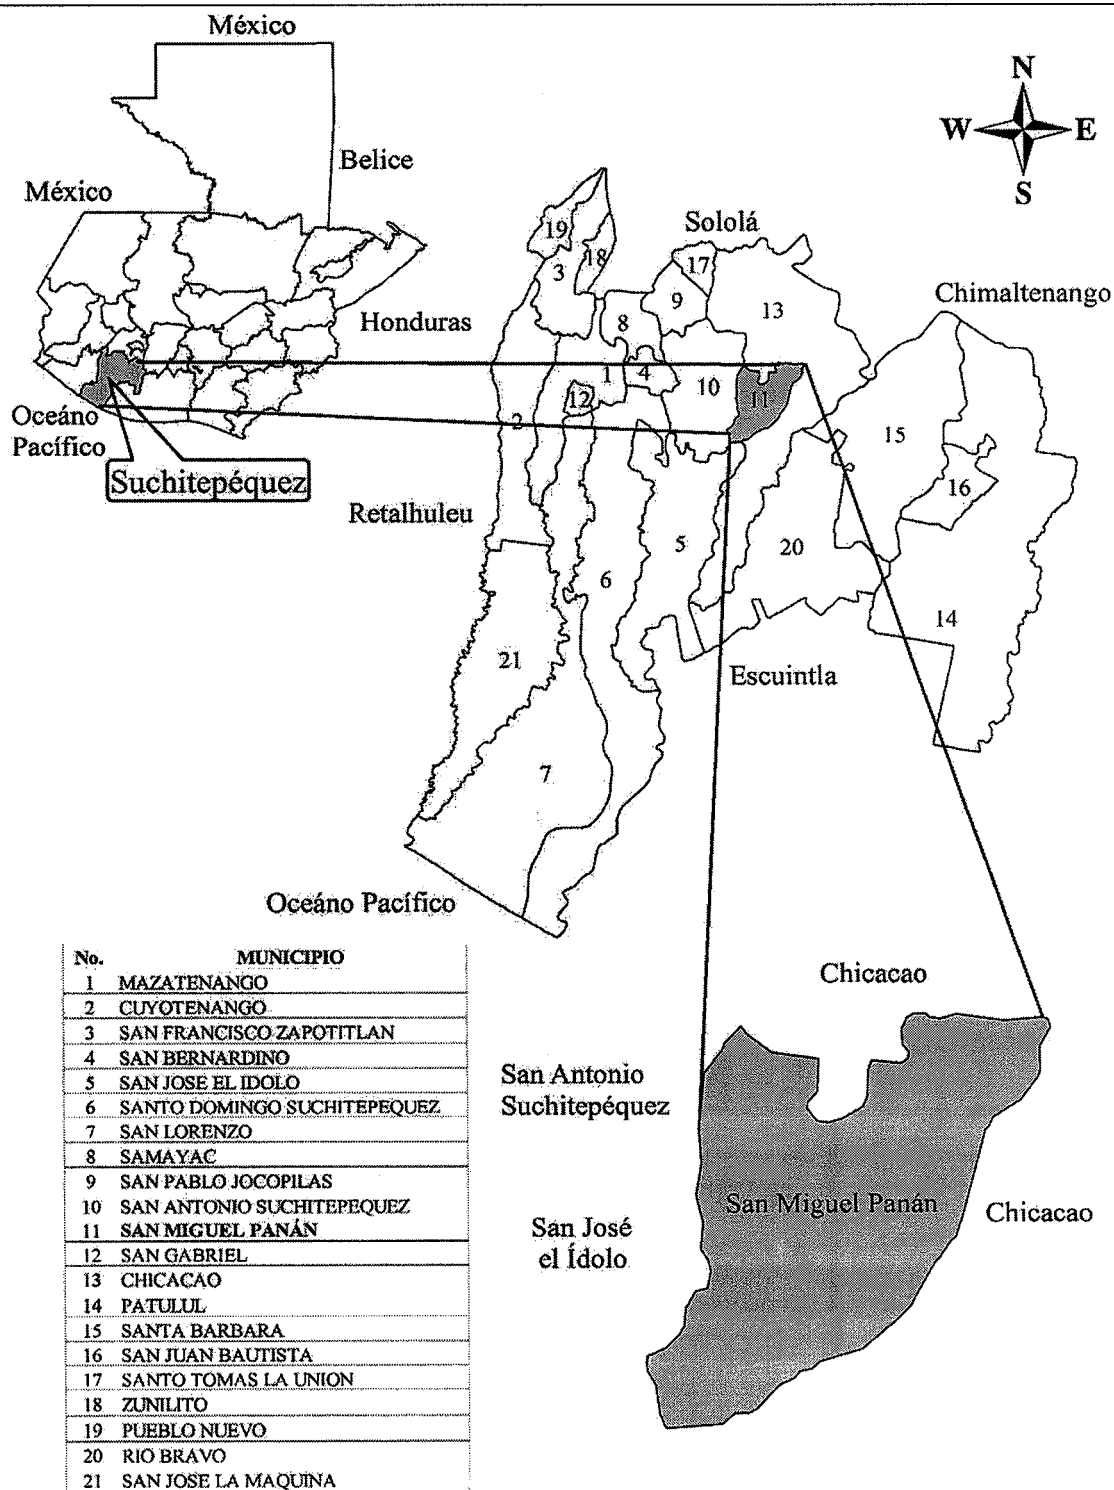 México
N
W E
S
Belice
México
Sololá
Chimaltenango
Honduras
Oceáno
Pacífico
Suchitepéquez
Retalhuleu
Escuintla
Oceáno Pacífico
19
18
3
17
9
13
8
1
4
10
11
12
2
15
16
5
20
6
14
21
7
No. MUNICIPIO
1 MAZATENANGO
2 CUYOTENANGO
3 SAN FRANCISCO ZAPOTITLAN
4 SAN BERNARDINO
5 SAN JOSE EL IDOLO
6 SANTO DOMINGO SUCHITEPEQUEZ
7 SAN LORENZO
8 SAMAYAC
9 SAN PABLO JOCOPILAS
10 SAN ANTONIO SUCHITEPEQUEZ
11 SAN MIGUEL PANÁN
12 SAN GABRIEL
13 CHICACAO
14 PATULUL
15 SANTA BARBARA
16 SAN JUAN BAUTISTA
17 SANTO TOMAS LA UNION
18 ZUNILITO
19 PUEBLO NUEVO
20 RIO BRAVO
21 SAN JOSE LA MAQUINA
Chicacao
San Antonio
Suchitepéquez
San Miguel Panán
Chicacao
San José
el Ídolo